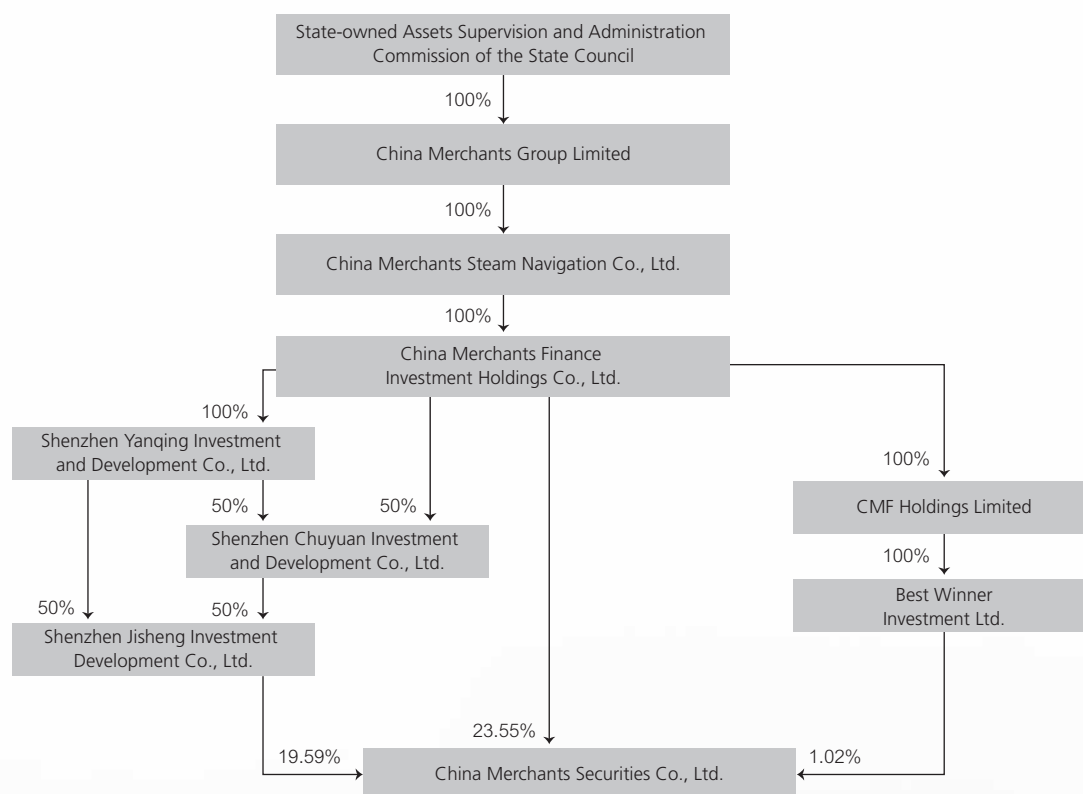 State-owned Assets Supervision and Administration
Commission of the State Council
100%
China Merchants Group Limited
100%
China Merchants Steam Navigation Co., Ltd.
100%
China Merchants Finance
Investment Holdings Co., Ltd.
100%
Shenzhen Yanqing Investment
and Development Co., Ltd.
100%
50%
50%
CMF Holdings Limited
Shenzhen Chuyuan Investment
and Development Co., Ltd.
100%
50%
50%
Best Winner
Investment Ltd.
Shenzhen Jisheng Investment
Development Co., Ltd.
23.55%
19.59%
1.02%
China Merchants Securities Co., Ltd.